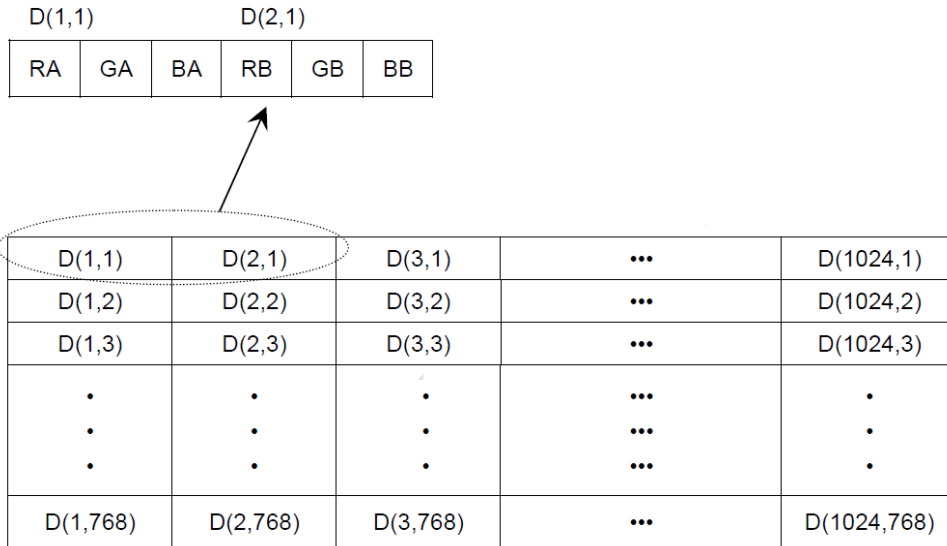 D(1,1) D(2,1)
RA GA BA RB GB BB
D(1,1) D(2,1) D(3,1) ••• D(1024,1)
D(1,2) D(2,2) D(3,2) ••• D(1024,2)
D(1,3) D(2,3) D(3,3) ••• D(1024,3)
• • • ••• •
• • • ••• •
• • • ••• •
D(1,768) D(2,768) D(3,768) ••• D(1024,768)